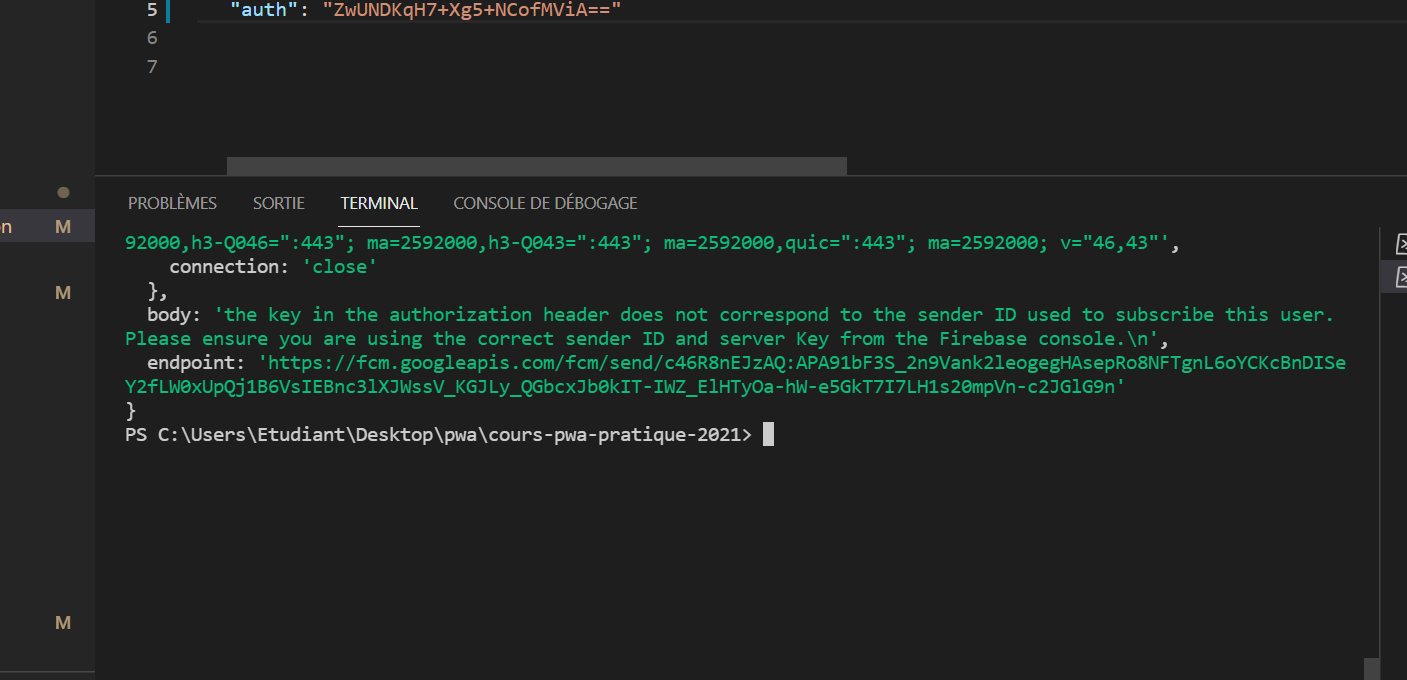 5 "auth": "ZwUNDKqH7+Xg5+NCofMViA=="
6
7
PROBLÈMES SORTIE TERMINAL CONSOLE DE DÉBOGAGE
n M
M
M
92000,h3-Q046=":443"; ma=2592000,h3-Q043=":443"; ma=2592000,quic=":443"; ma=2592000; v="46,43"',
connection: 'close'
},
body: 'the key in the authorization header does not correspond to the sender ID used to subscribe this user.
Please ensure you are using the correct sender ID and server Key from the Firebase console.\n',
endpoint: 'https://fcm.googleapis.com/fcm/send/c46R8nEJzAQ:APA91bF3S_2n9Vank2leogegHAsepRo8NFTgnL6oYCKcBnDISe
Y2fLW0xUpQj1B6VsIEBnc3lXJWssV_KGJLy_QGbcxJb0kIT-IWZ_ElHTyOa-hW-e5GkT7I7LH1s20mpVn-c2JGlG9n'
}
PS C:\Users\Etudiant\Desktop\pwa\cours-pwa-pratique-2021>